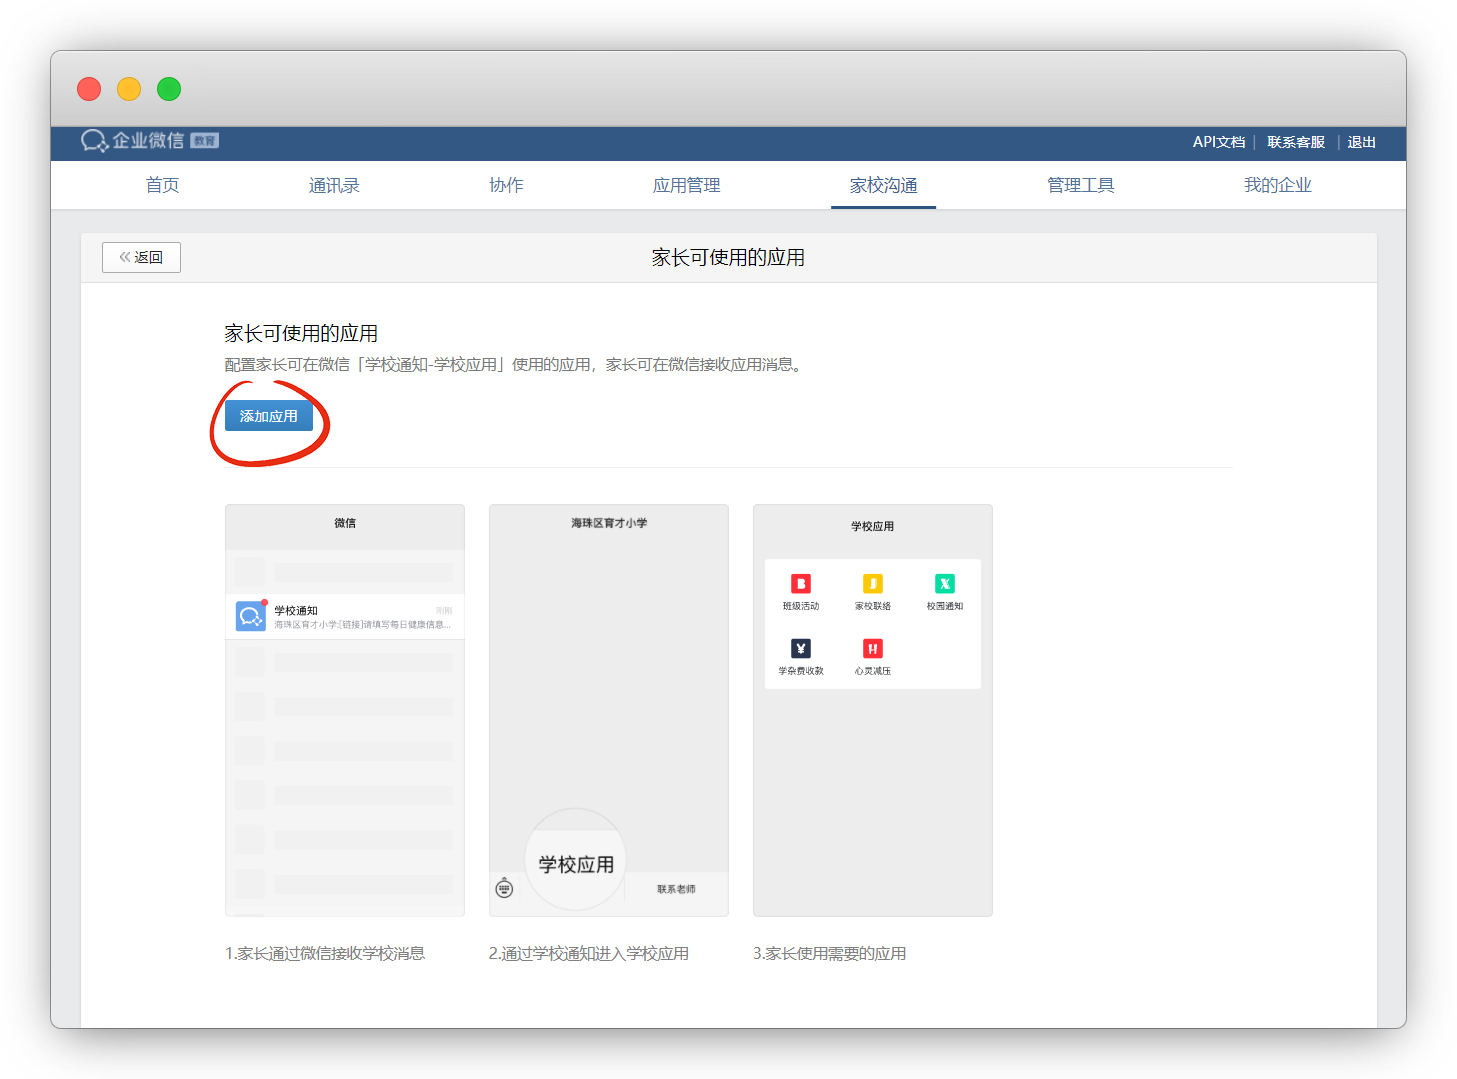 企业微信 教育
API文档 | 联系客服 | 退出
首页 通讯录 协作 应用管理 家校沟通 管理工具 我的企业
返回
家长可使用的应用
家长可使用的应用
配置家长可在微信「学校通知-学校应用」使用的应用，家长可在微信接收应用消息。
添加应用
微信
学校通知 刚刚
海珠区育才小学:[链接]请填写每日健康信息...
1.家长通过微信接收学校消息
海珠区育才小学
学校应用
联系老师
2.通过学校通知进入学校应用
学校应用
班级活动 家校联络 校园通知
学杂费收款 心灵减压
3.家长使用需要的应用